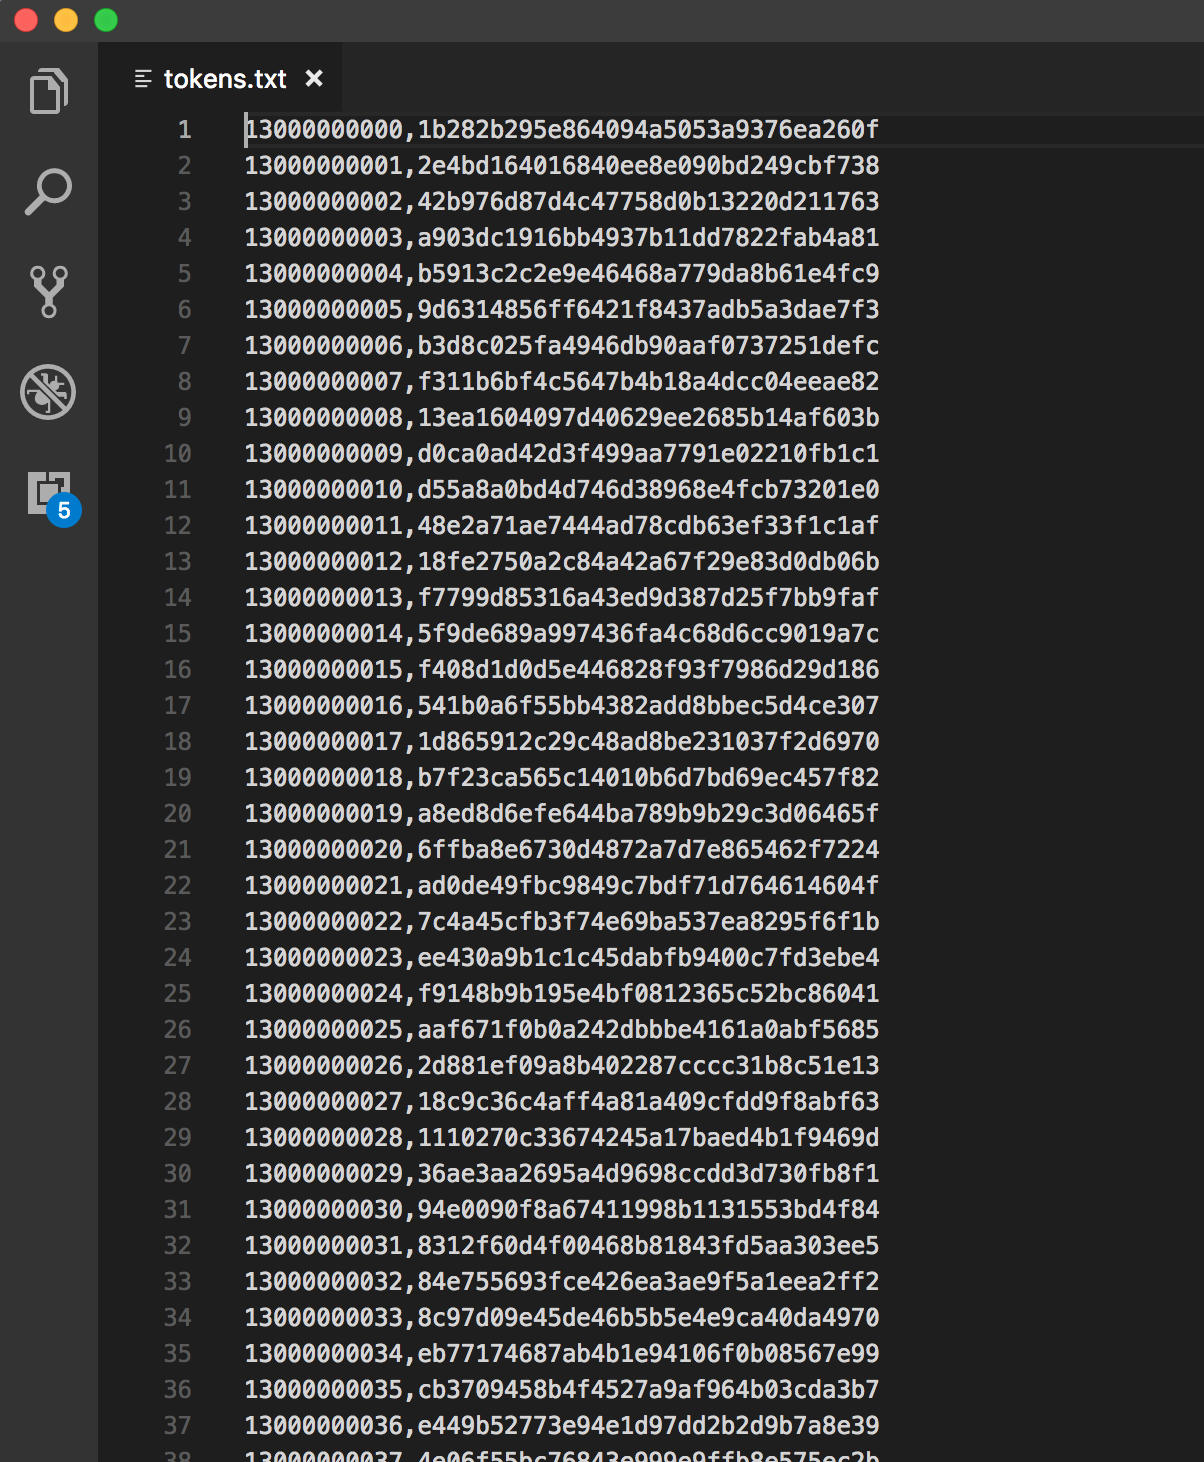 tokens.txt
1 13000000000,1b282b295e864094a5053a9376ea260f
2 13000000001,2e4bd164016840ee8e090bd249cbf738
3 13000000002,42b976d87d4c47758d0b13220d211763
4 13000000003,a903dc1916bb4937b11dd7822fab4a81
5 13000000004,b5913c2c2e9e46468a779da8b61e4fc9
6 13000000005,9d6314856ff6421f8437adb5a3dae7f3
7 13000000006,b3d8c025fa4946db90aaf0737251defc
8 13000000007,f311b6bf4c5647b4b18a4dcc04eeae82
9 13000000008,13ea1604097d40629ee2685b14af603b
10 13000000009,d0ca0ad42d3f499aa7791e02210fb1c1
11 13000000010,d55a8a0bd4d746d38968e4fcb73201e0
5
12 13000000011,48e2a71ae7444ad78cdb63ef33f1c1af
13 13000000012,18fe2750a2c84a42a67f29e83d0db06b
14 13000000013,f7799d85316a43ed9d387d25f7bb9faf
15 13000000014,5f9de689a997436fa4c68d6cc9019a7c
16 13000000015,f408d1d0d5e446828f93f7986d29d186
17 13000000016,541b0a6f55bb4382add8bbec5d4ce307
18 13000000017,1d865912c29c48ad8be231037f2d6970
19 13000000018,b7f23ca565c14010b6d7bd69ec457f82
20 13000000019,a8ed8d6efe644ba789b9b29c3d06465f
21 13000000020,6ffba8e6730d4872a7d7e865462f7224
22 13000000021,ad0de49fbc9849c7bdf71d764614604f
23 13000000022,7c4a45cfb3f74e69ba537ea8295f6f1b
24 13000000023,ee430a9b1c1c45dabfb9400c7fd3ebe4
25 13000000024,f9148b9b195e4bf0812365c52bc86041
26 13000000025,aaf671f0b0a242dbbbe4161a0abf5685
27 13000000026,2d881ef09a8b402287cccc31b8c51e13
28 13000000027,18c9c36c4aff4a81a409cfdd9f8abf63
29 13000000028,1110270c33674245a17baed4b1f9469d
30 13000000029,36ae3aa2695a4d9698ccdd3d730fb8f1
31 13000000030,94e0090f8a67411998b1131553bd4f84
32 13000000031,8312f60d4f00468b81843fd5aa303ee5
33 13000000032,84e755693fce426ea3ae9f5a1eea2ff2
34 13000000033,8c97d09e45de46b5b5e4e9ca40da4970
35 13000000034,eb77174687ab4b1e94106f0b08567e99
36 13000000035,cb3709458b4f4527a9af964b03cda3b7
37 13000000036,e449b52773e94e1d97dd2b2d9b7a8e39
38